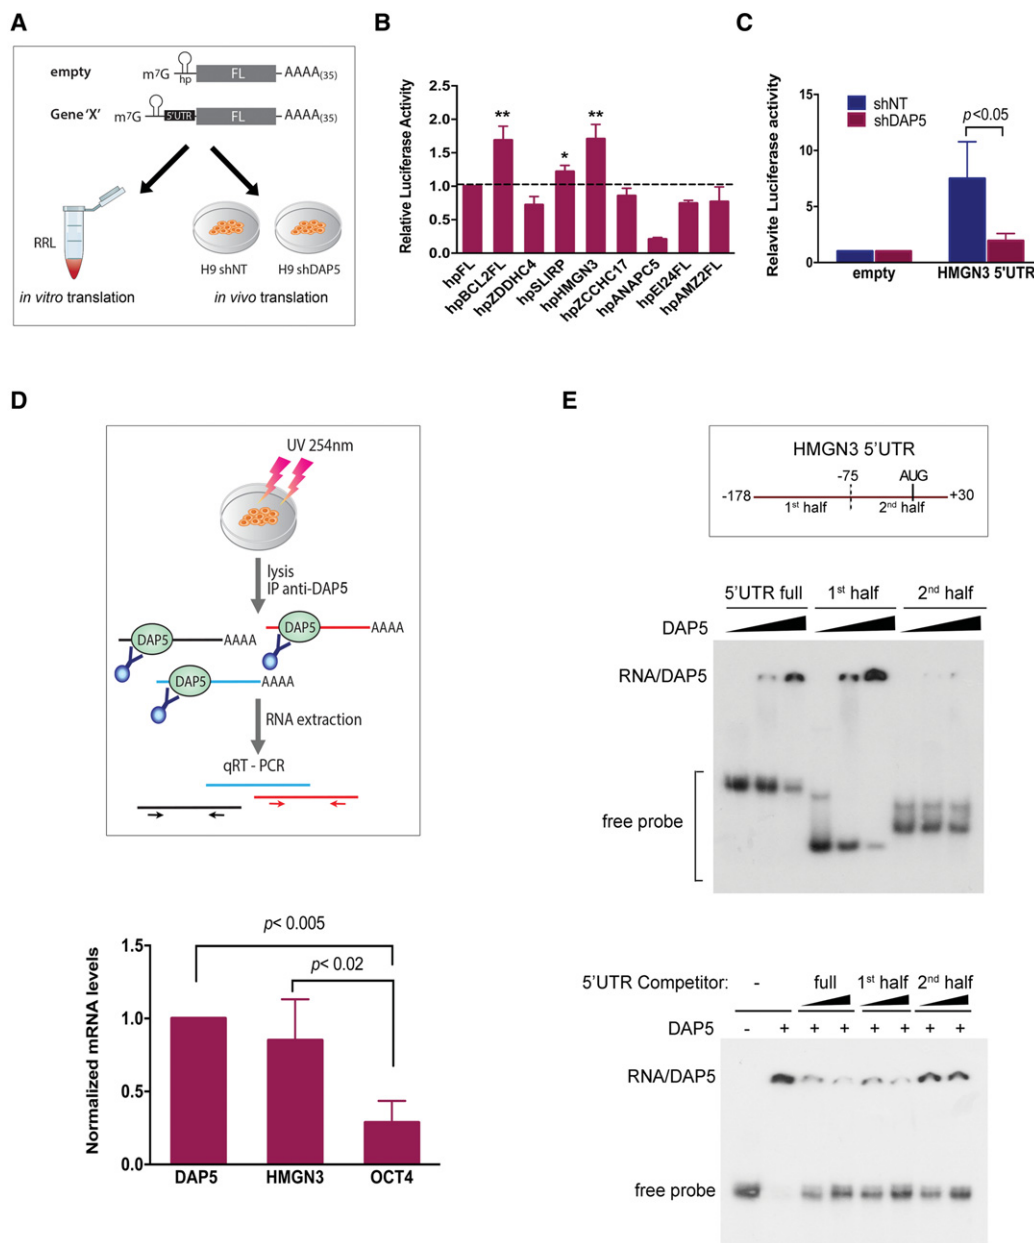 A
empty
m7G
hp
FL
AAAA(35)
Gene 'X'
m7G
5'UTR
FL
AAAA(35)
RRL
H9 shNT
H9 shDAP5
in vitro translation
in vivo translation
B
Relative Luciferase Activity
2.5
2.0
1.5
1.0
0.5
0.0
**
*
**
hpFL
hpBCL2FL
hpZDDHC4
hpSLIRP
hpHMGN3
hpZCCHC17
hpANAPC5
hpEI24FL
hpAMZ2FL
C
Relavite Luciferase activity
15
10
5
0
shNT
shDAP5
p<0.05
empty
HMGN3 5'UTR
D
UV 254nm
lysis
IP anti-DAP5
DAP5
AAAA
DAP5
AAAA
DAP5
AAAA
RNA extraction
qRT - PCR
Normalized mRNA levels
1.5
1.0
0.5
0.0
p< 0.005
p< 0.02
DAP5
HMGN3
OCT4
E
HMGN3 5'UTR
-75
AUG
-178
+30
1st half
2nd half
5'UTR full
1st half
2nd half
DAP5
RNA/DAP5
free probe
5'UTR Competitor:
-
full
1st half
2nd half
DAP5
- + + + + + + +
RNA/DAP5
free probe